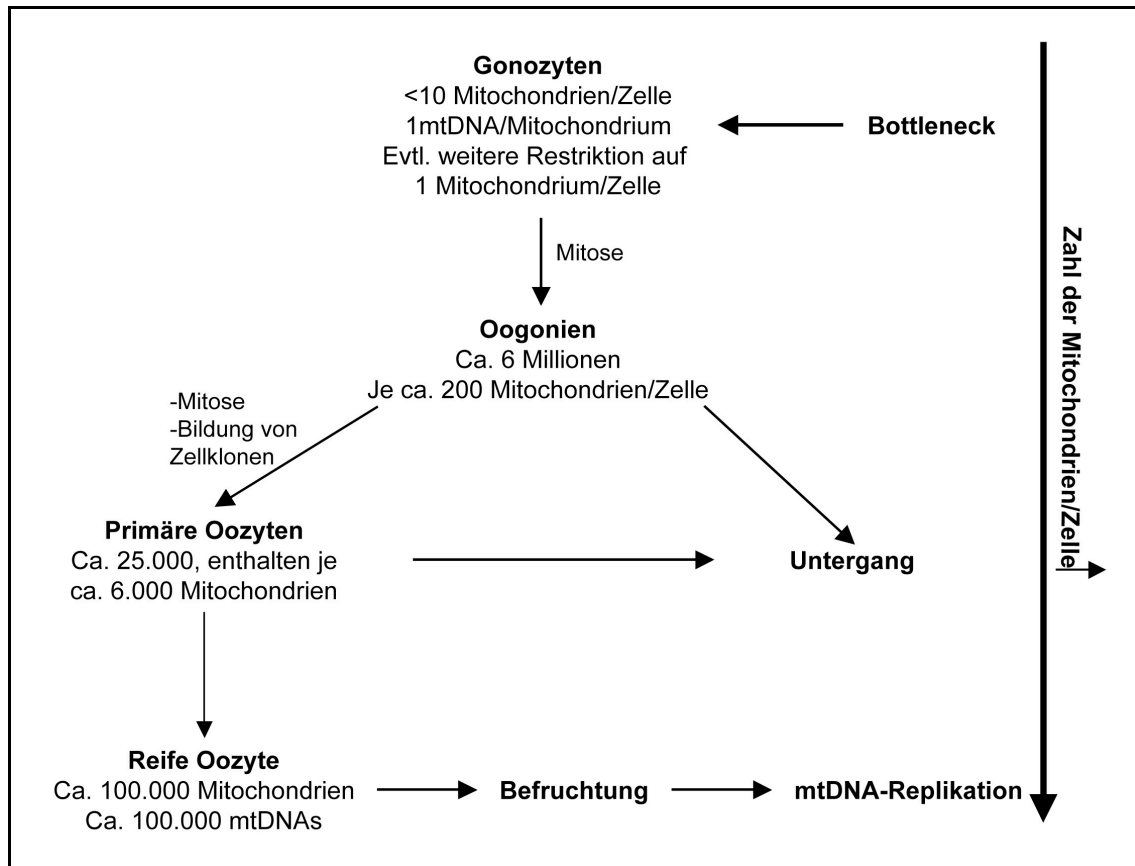 Gonozyten
<10 Mitochondrien/Zelle
1mtDNA/Mitochondrium
Evtl. weitere Restriktion auf
1 Mitochondrium/Zelle
Bottleneck
Mitose
Oogonien
Ca. 6 Millionen
Je ca. 200 Mitochondrien/Zelle
-Mitose
-Bildung von
Zellklonen
Primäre Oozyten
Ca. 25.000, enthalten je
ca. 6.000 Mitochondrien
Untergang
Reife Oozyte
Ca. 100.000 Mitochondrien
Ca. 100.000 mtDNAs
Befruchtung
mtDNA-Replikation
Zahl der Mitochondrien/Zelle